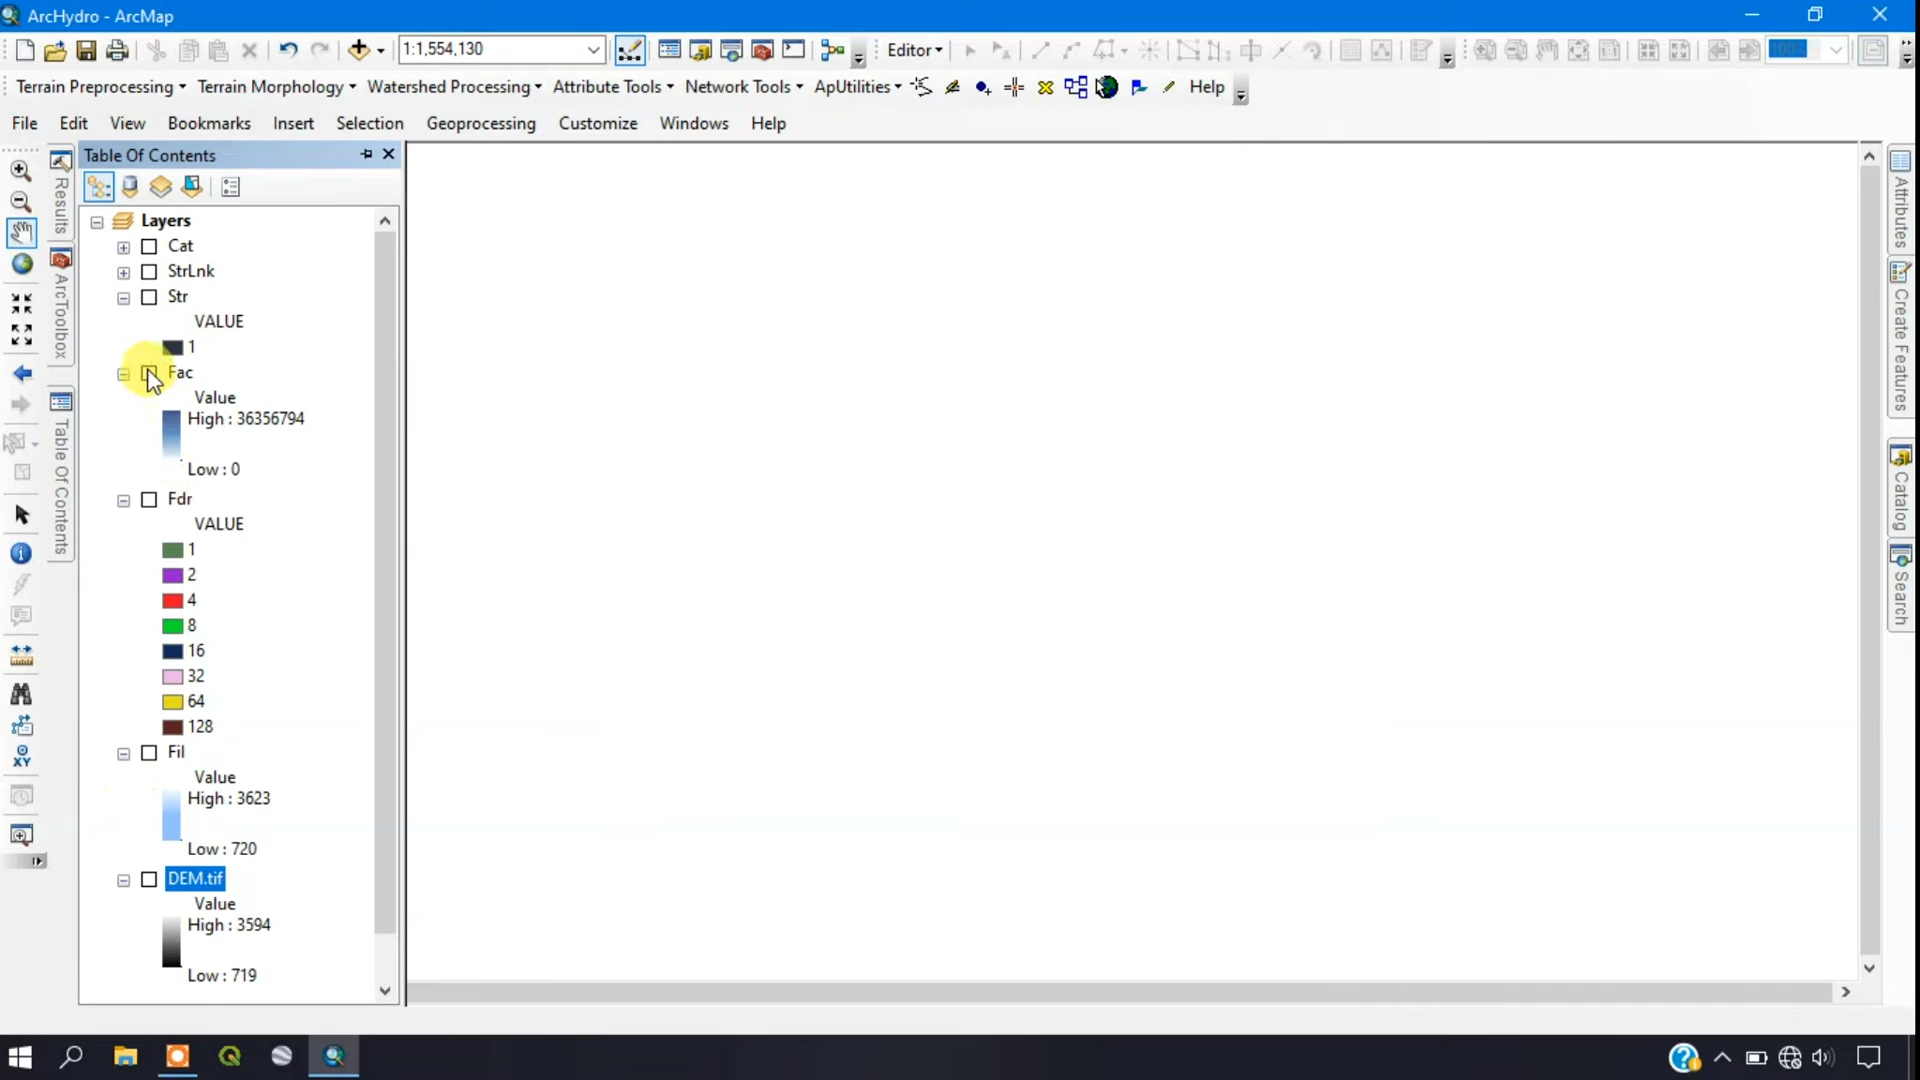 ArcHydro - ArcMap
1:1,554,130
Editor
100%
Terrain Preprocessing
Terrain Morphology
Watershed Processing
Attribute Tools
Network Tools
ApUtilities
Help
File
Edit
View
Bookmarks
Insert
Selection
Geoprocessing
Customize
Windows
Help
Table Of Contents
Results
ArcToolbox
Table Of Contents
Layers
Cat
StrLnk
Str
VALUE
1
Fac
Value
High : 36356794
Low : 0
Fdr
VALUE
1
2
4
8
16
32
64
128
Fil
Value
High : 3623
Low : 720
DEM.tif
Value
High : 3594
Low : 719
XY
Attributes
Create Features
Catalog
Search